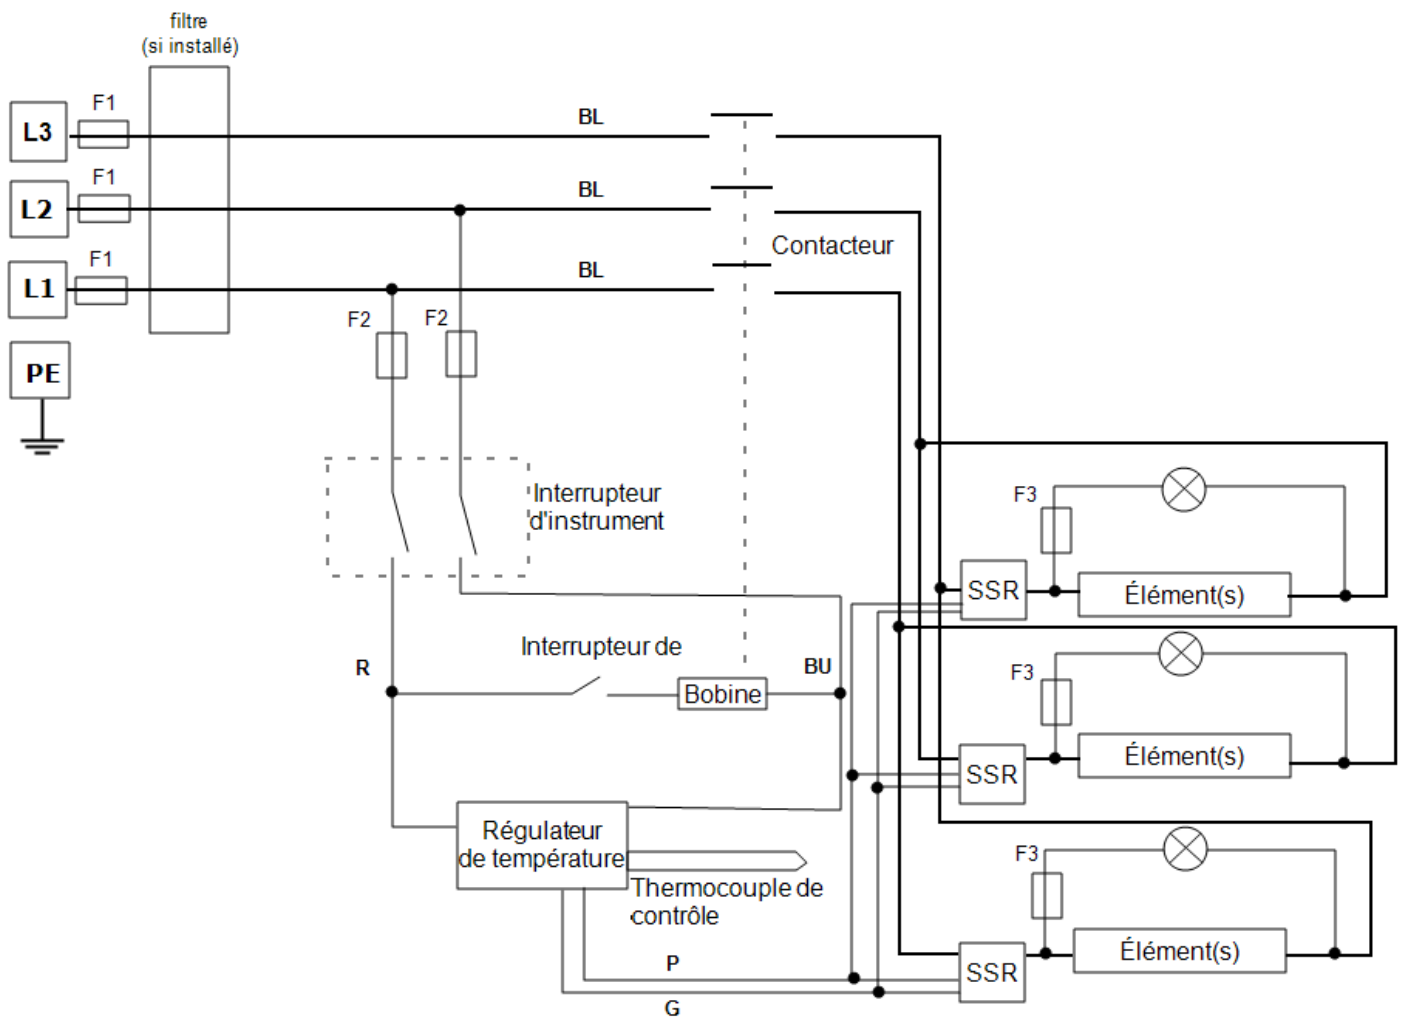 filtre
(si installé)
F1
L3
BL
F1
L2
BL
Contacteur
F1
L1
BL
F2
F2
PE
Interrupteur
d'instrument
F3
SSR
Élément(s)
Interrupteur de
R
BU
Bobine
F3
SSR
Élément(s)
Régulateur
de température
Thermocouple de
contrôle
F3
SSR
Élément(s)
P
G